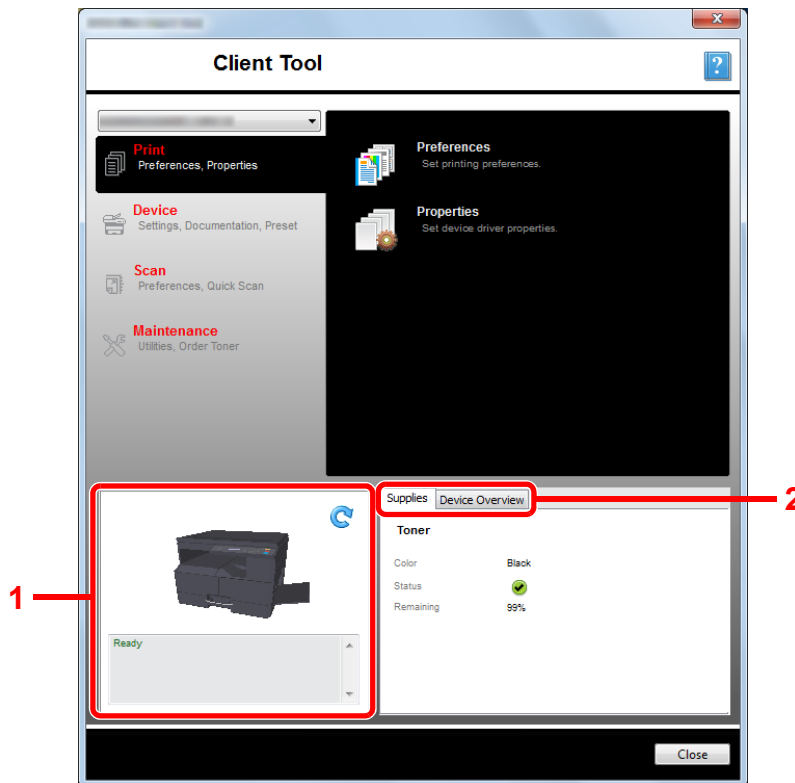 Client Tool
?
Print
Preferences, Properties
Device
Settings, Documentation, Preset
Scan
Preferences, Quick Scan
Maintenance
Utilities, Order Toner
Preferences
Set printing preferences.
Properties
Set device driver properties.
1
Ready
Supplies
Device Overview
2
Toner
Color Black
Status
Remaining 99%
Close